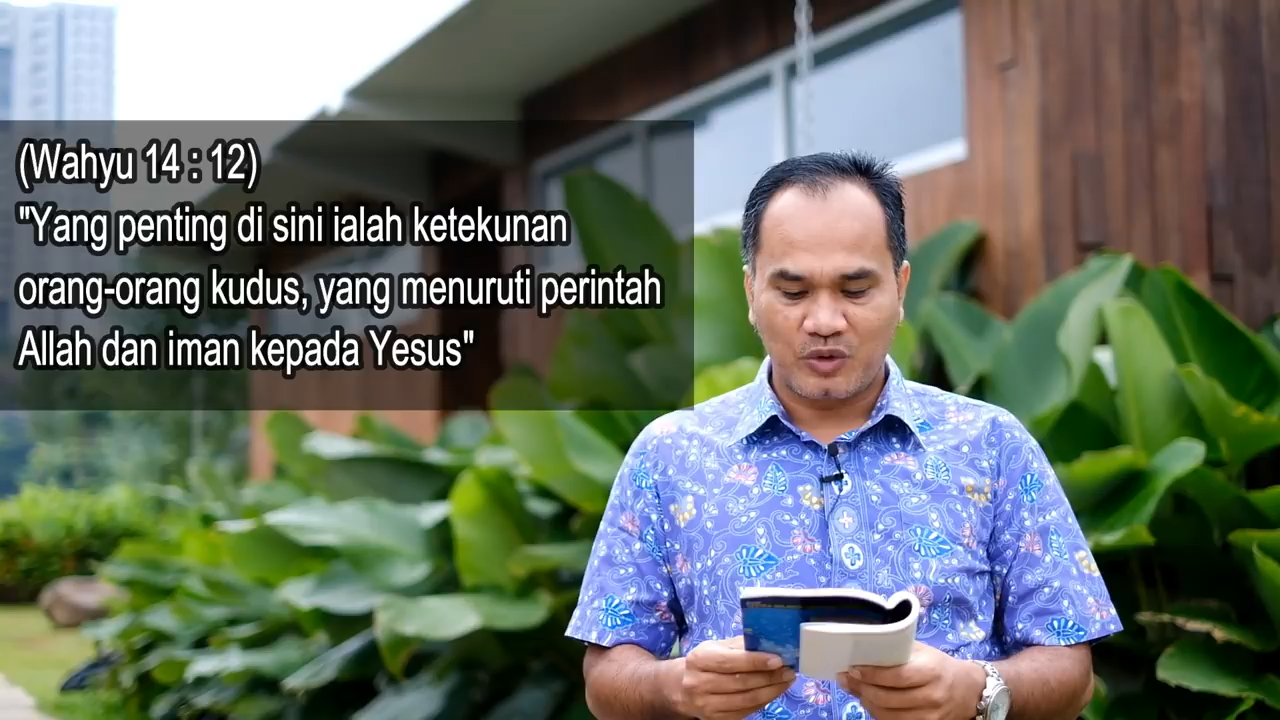 (Wahyu 14 : 12)
"Yang penting di sini ialah ketekunan
orang-orang kudus, yang menuruti perintah
Allah dan iman kepada Yesus"